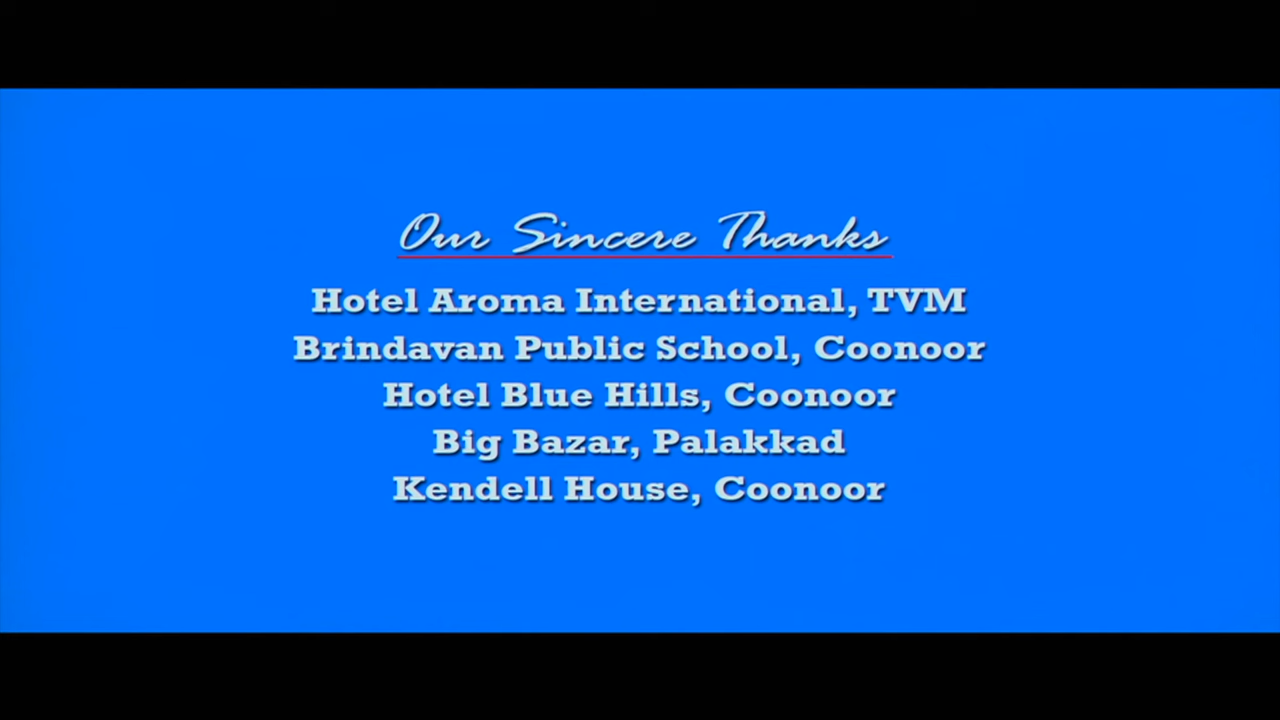 Our Sincere Thanks
Hotel Aroma International, TVM
Brindavan Public School, Coonoor
Hotel Blue Hills, Coonoor
Big Bazar, Palakkad
Kendell House, Coonoor